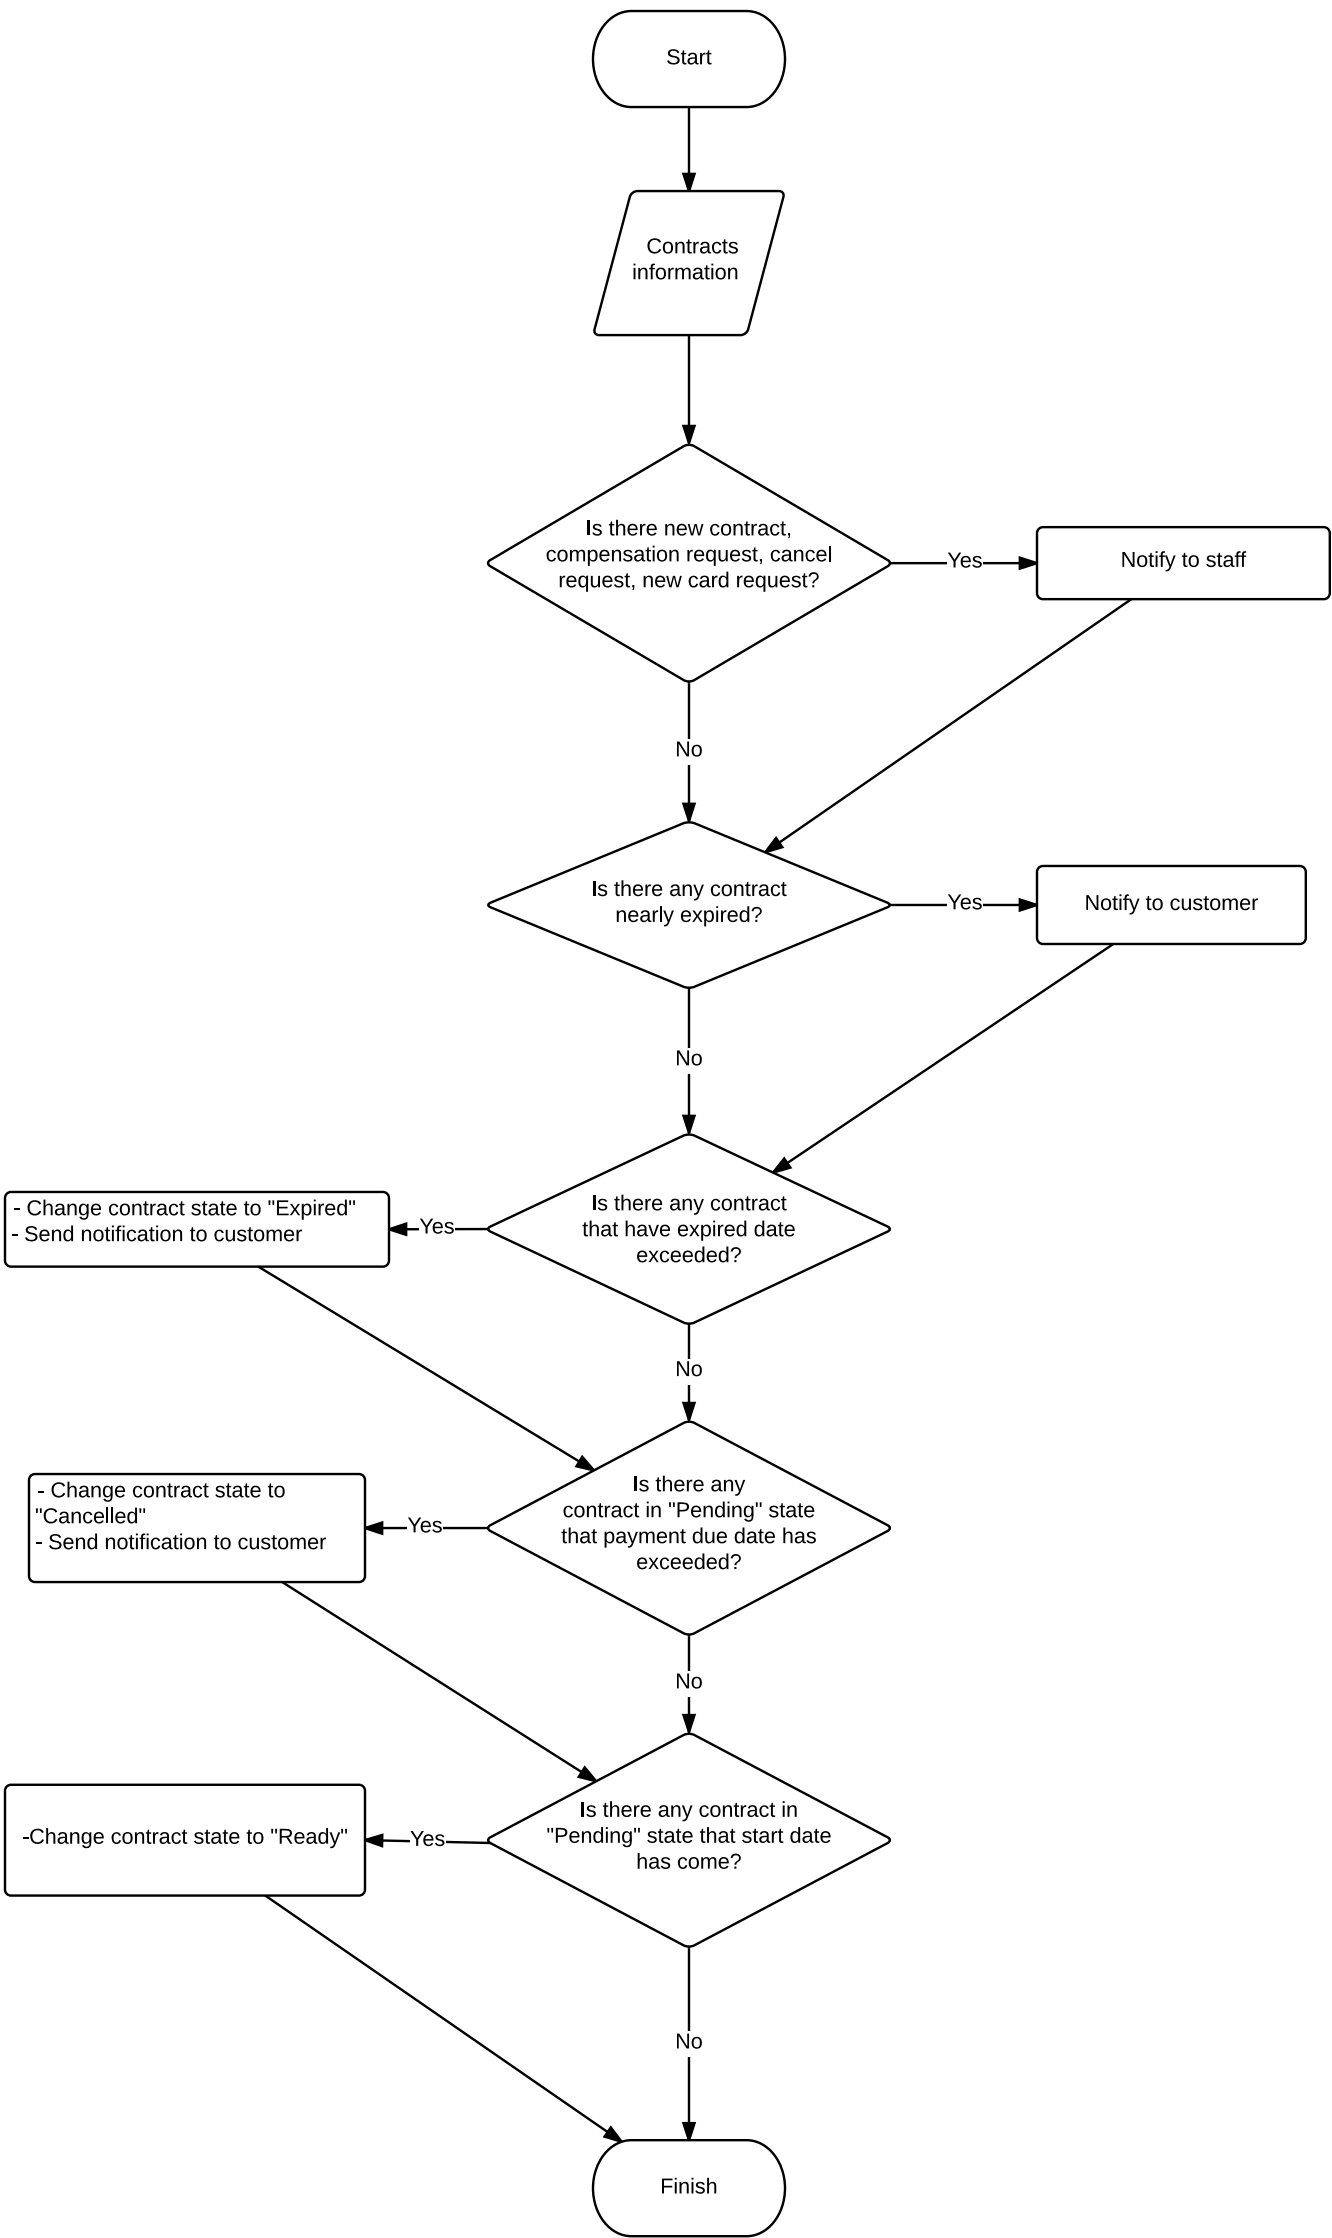 Start
Contracts
information
Is there new contract,
compensation request, cancel
request, new card request?
Yes
Notify to staff
No
Is there any contract
nearly expired?
Yes
Notify to customer
No
Is there any contract
that have expired date
exceeded?
Yes
- Change contract state to "Expired"
- Send notification to customer
No
Is there any
contract in "Pending" state
that payment due date has
exceeded?
Yes
- Change contract state to
"Cancelled"
- Send notification to customer
No
Is there any contract in
"Pending" state that start date
has come?
Yes
-Change contract state to "Ready"
No
Finish